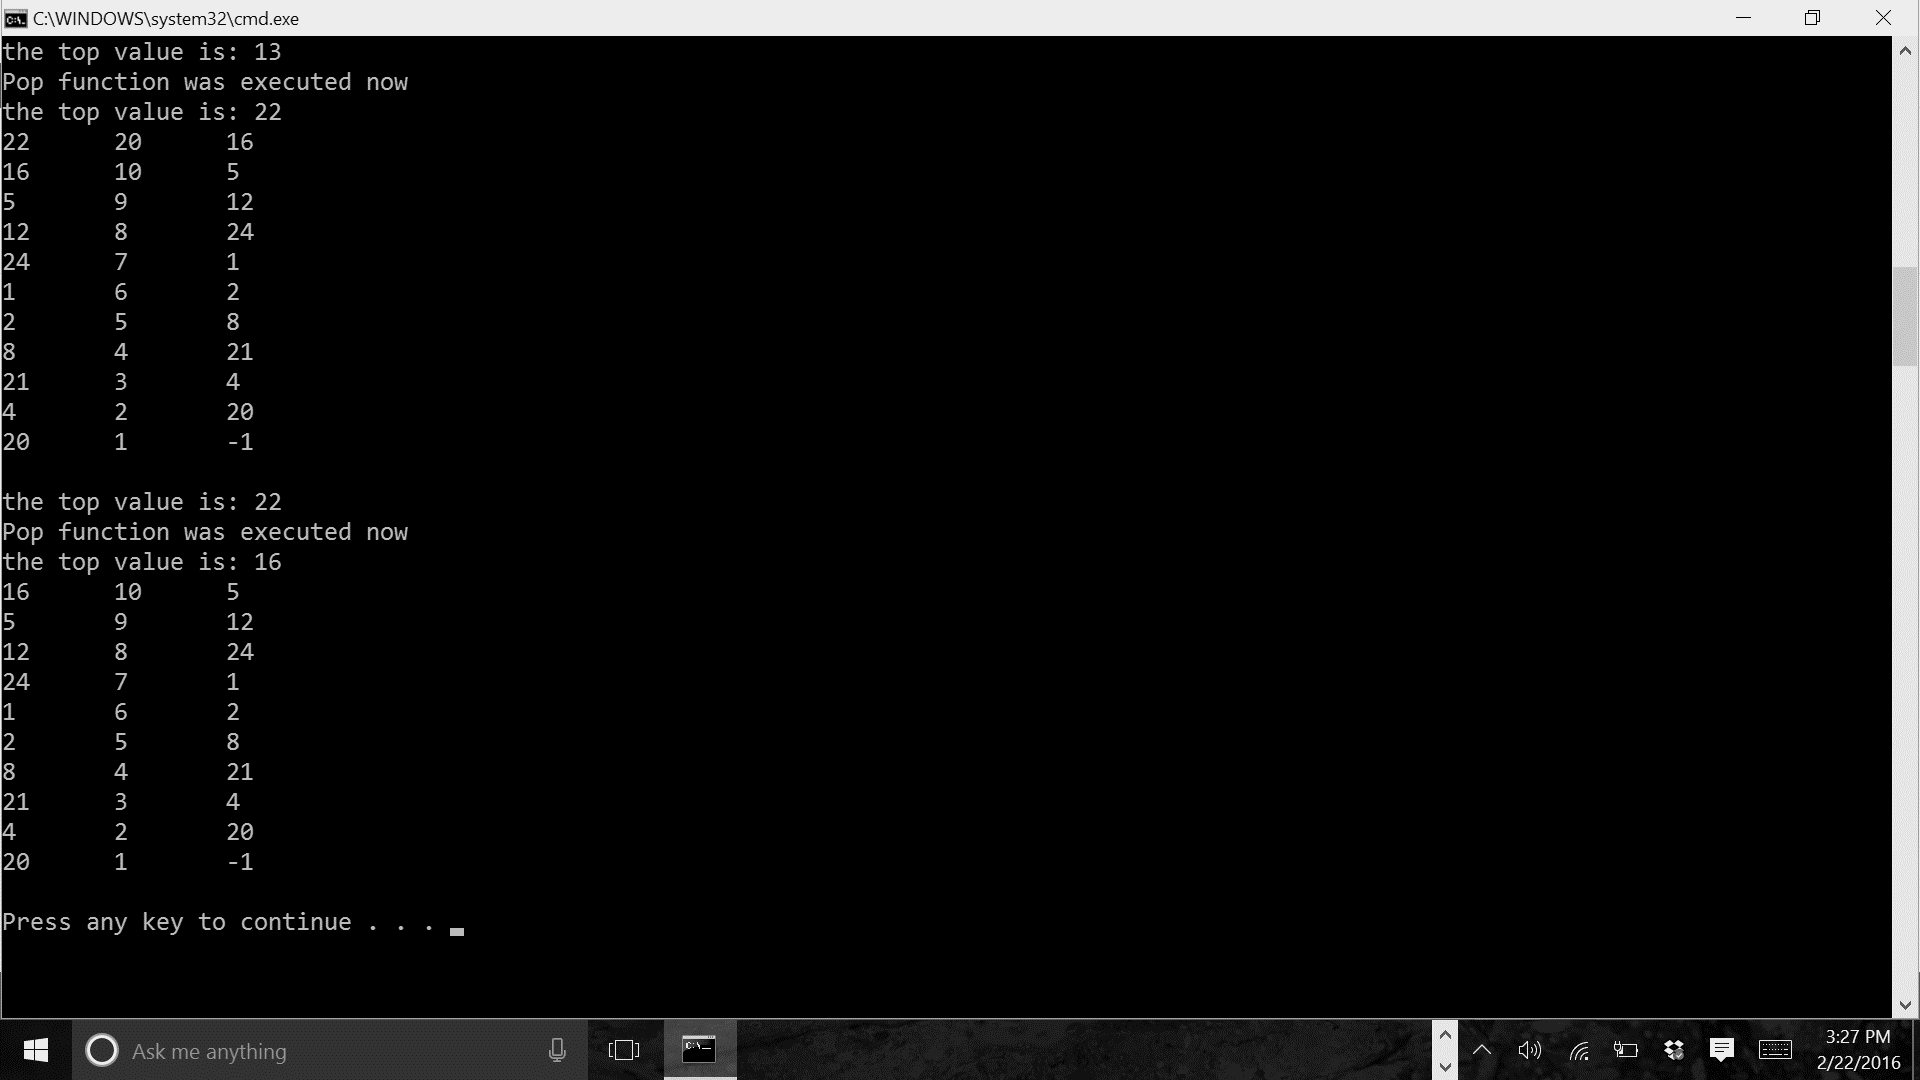 C:\WINDOWS\system32\cmd.exe
the top value is: 13
Pop function was executed now
the top value is: 22
22 20 16
16 10 5
5 9 12
12 8 24
24 7 1
1 6 2
2 5 8
8 4 21
21 3 4
4 2 20
20 1 -1
the top value is: 22
Pop function was executed now
the top value is: 16
16 10 5
5 9 12
12 8 24
24 7 1
1 6 2
2 5 8
8 4 21
21 3 4
4 2 20
20 1 -1
Press any key to continue . . .
Ask me anything
3:27 PM
2/22/2016